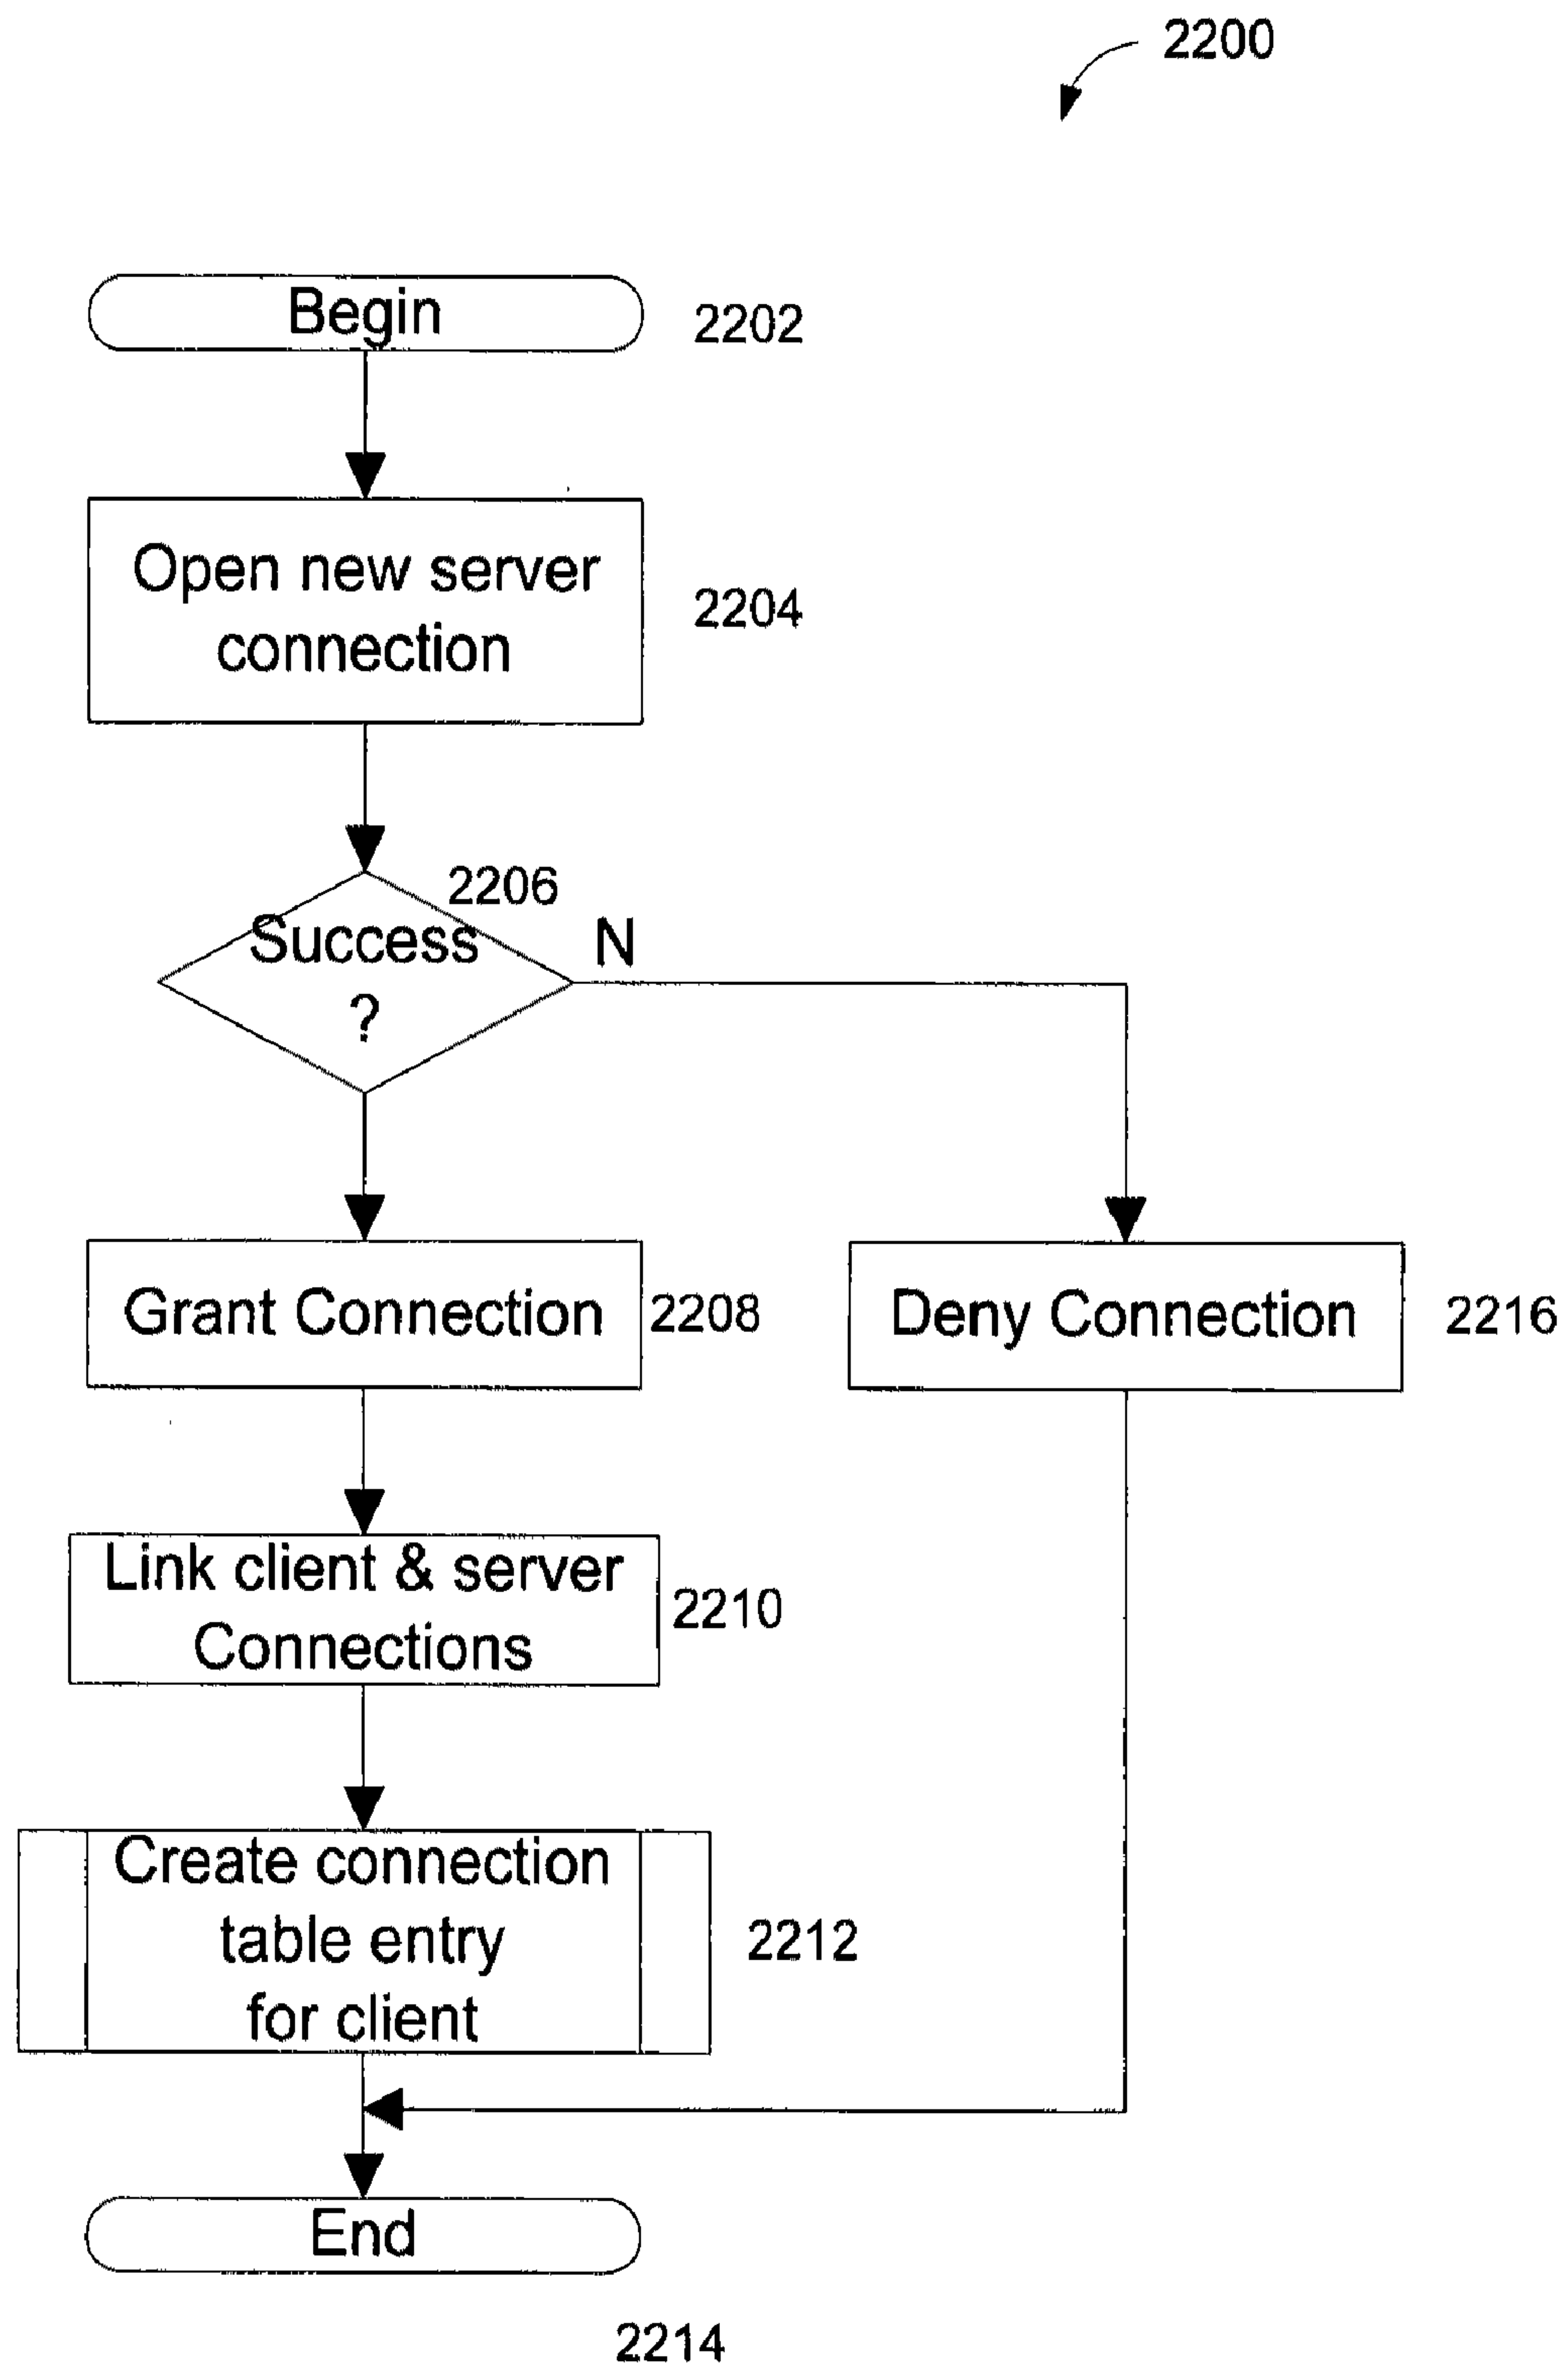 2200
Begin
2202
Open new server
connection
2204
2206
Success
?
N
Grant Connection
2208
Deny Connection
2216
Link client & server
Connections
2210
Create connection
table entry
for client
2212
End
2214